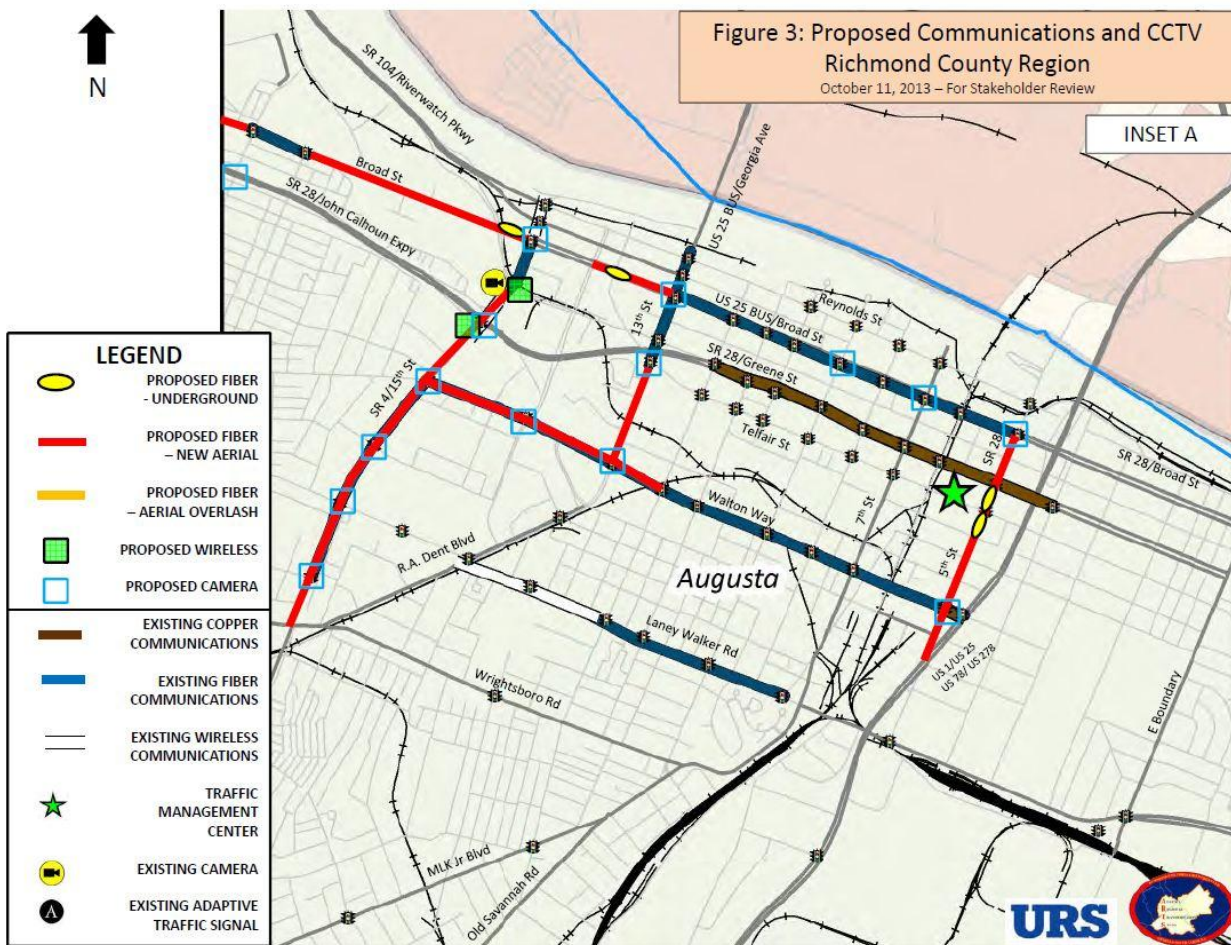 N
Figure 3: Proposed Communications and CCTV
Richmond County Region
October 11, 2013 – For Stakeholder Review
INSET A
SR 104/Riverwatch Pkwy
US 25 BUS/Georgia Ave
Broad St
SR 28/John Calhoun Expy
Reynolds St
13th St
US 25 BUS/Broad St
SR 28/Greene St
SR 4/15th St
Telfair St
SR 28
SR 28/Broad St
7th St
Walton Way
5th St
R.A. Dent Blvd
Augusta
Laney Walker Rd
US 1/US 25
US 78/ US 278
Wrightsboro Rd
E Boundary
MLK Jr Blvd
Old Savannah Rd
LEGEND
PROPOSED FIBER
- UNDERGROUND
PROPOSED FIBER
– NEW AERIAL
PROPOSED FIBER
– AERIAL OVERLASH
PROPOSED WIRELESS
PROPOSED CAMERA
EXISTING COPPER
COMMUNICATIONS
EXISTING FIBER
COMMUNICATIONS
EXISTING WIRELESS
COMMUNICATIONS
TRAFFIC
MANAGEMENT
CENTER
EXISTING CAMERA
A
EXISTING ADAPTIVE
TRAFFIC SIGNAL
URS